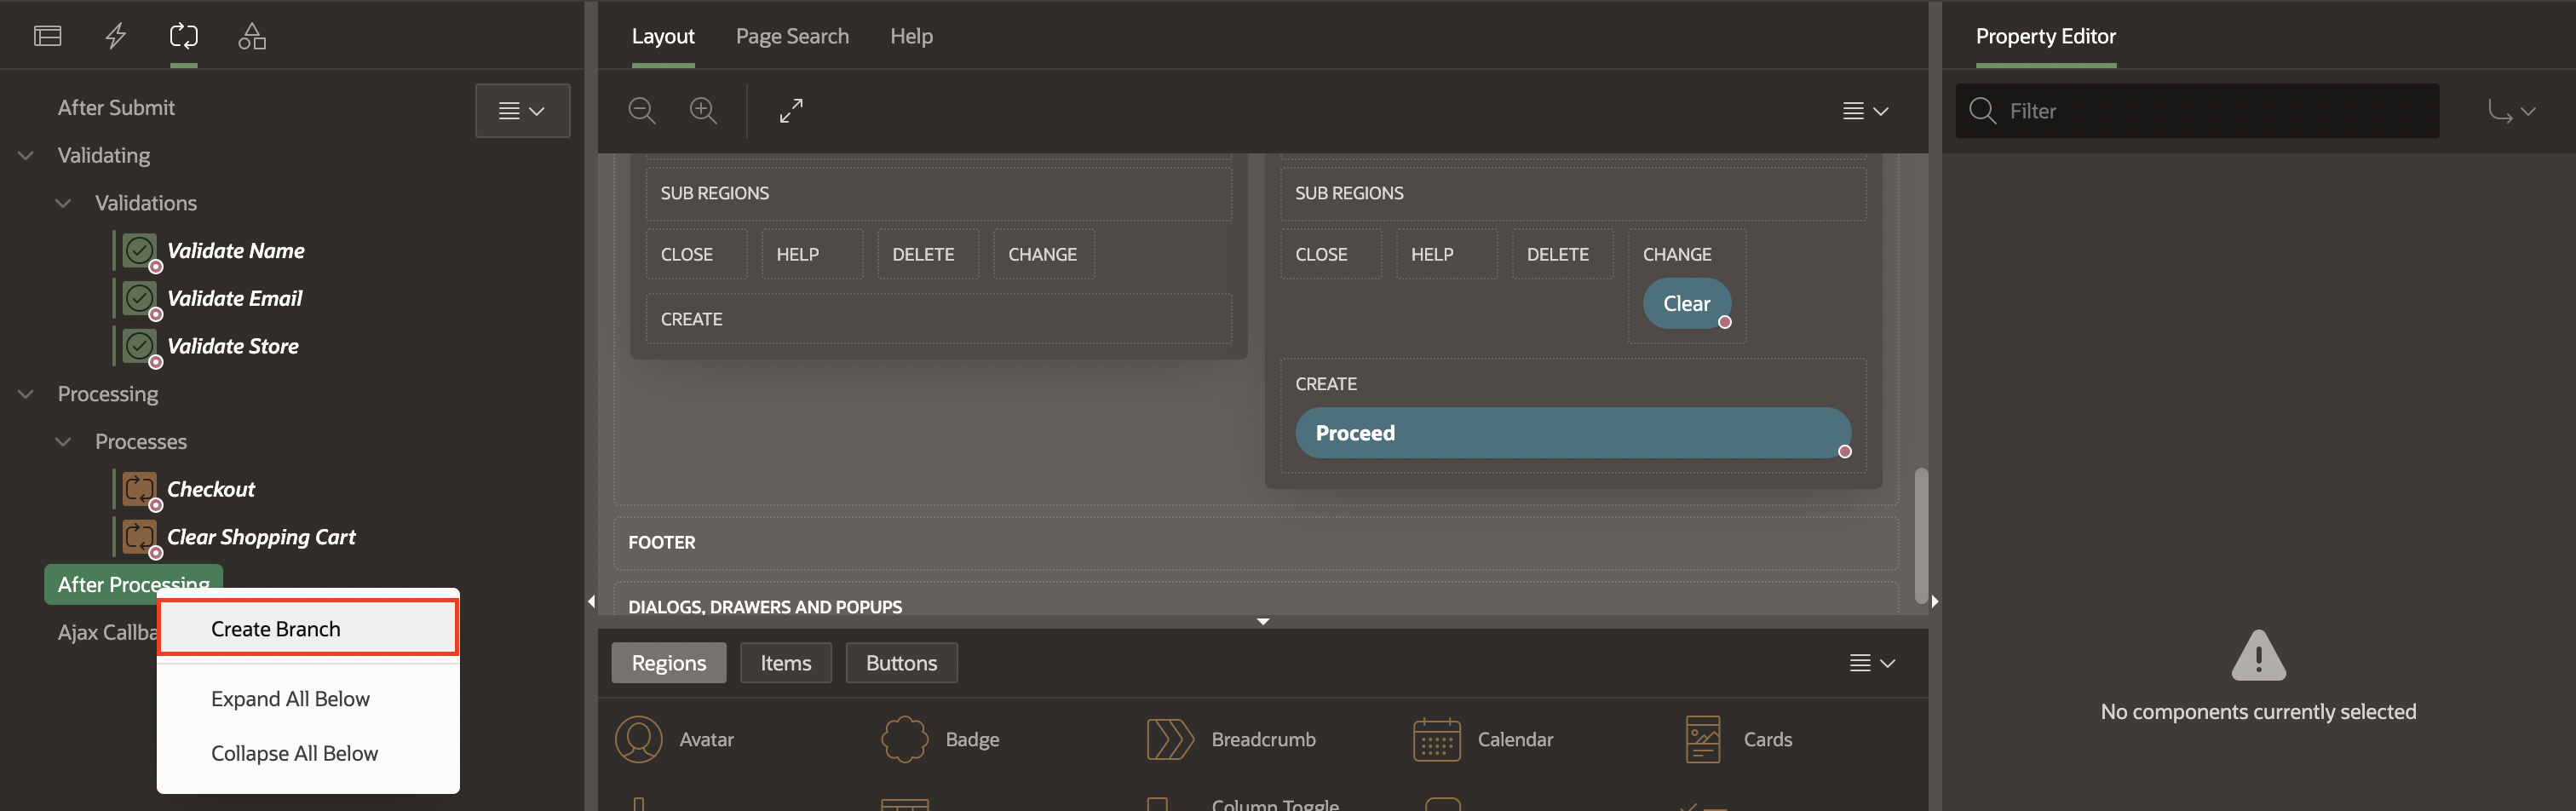 Layout
Page Search
Help
Property Editor
After Submit
Filter
Validating
Validations
Validate Name
Validate Email
Validate Store
Processing
Processes
Checkout
Clear Shopping Cart
After Processing
Ajax Callba
Create Branch
Expand All Below
Collapse All Below
SUB REGIONS
CLOSE
HELP
DELETE
CHANGE
CREATE
SUB REGIONS
CLOSE
HELP
DELETE
CHANGE
Clear
CREATE
Proceed
FOOTER
DIALOGS, DRAWERS AND POPUPS
Regions
Items
Buttons
Avatar
Badge
Breadcrumb
Calendar
Cards
Column Toggle
No components currently selected